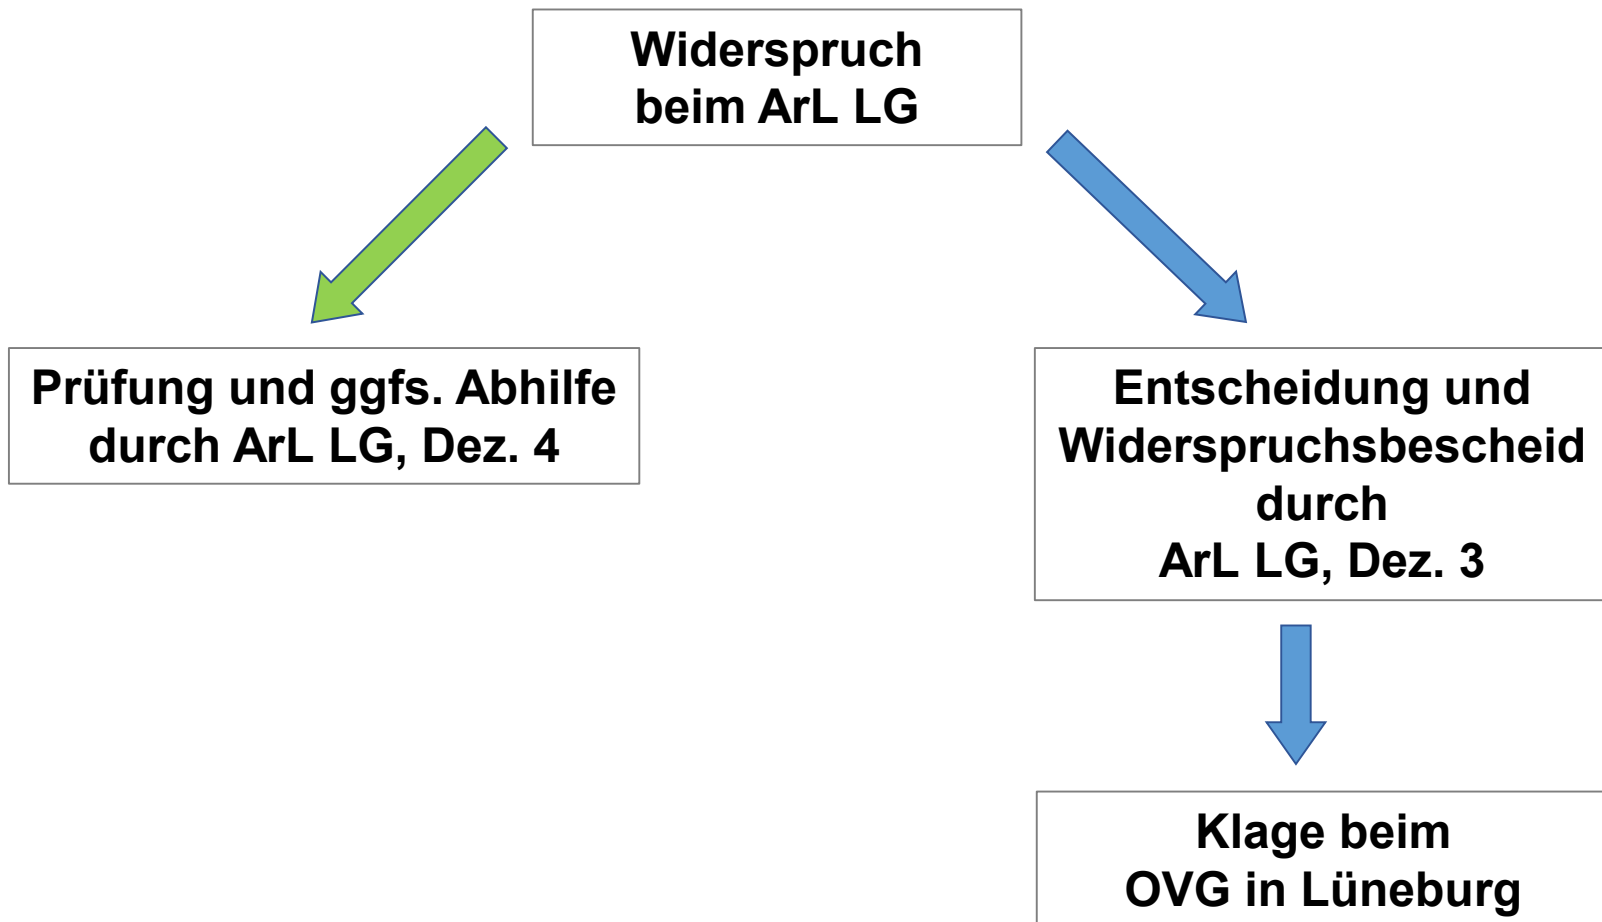 Widerspruch
beim ArL LG
Prüfung und ggfs. Abhilfe
durch ArL LG, Dez. 4
Entscheidung und
Widerspruchsbescheid
durch
ArL LG, Dez. 3
Klage beim
OVG in Lüneburg